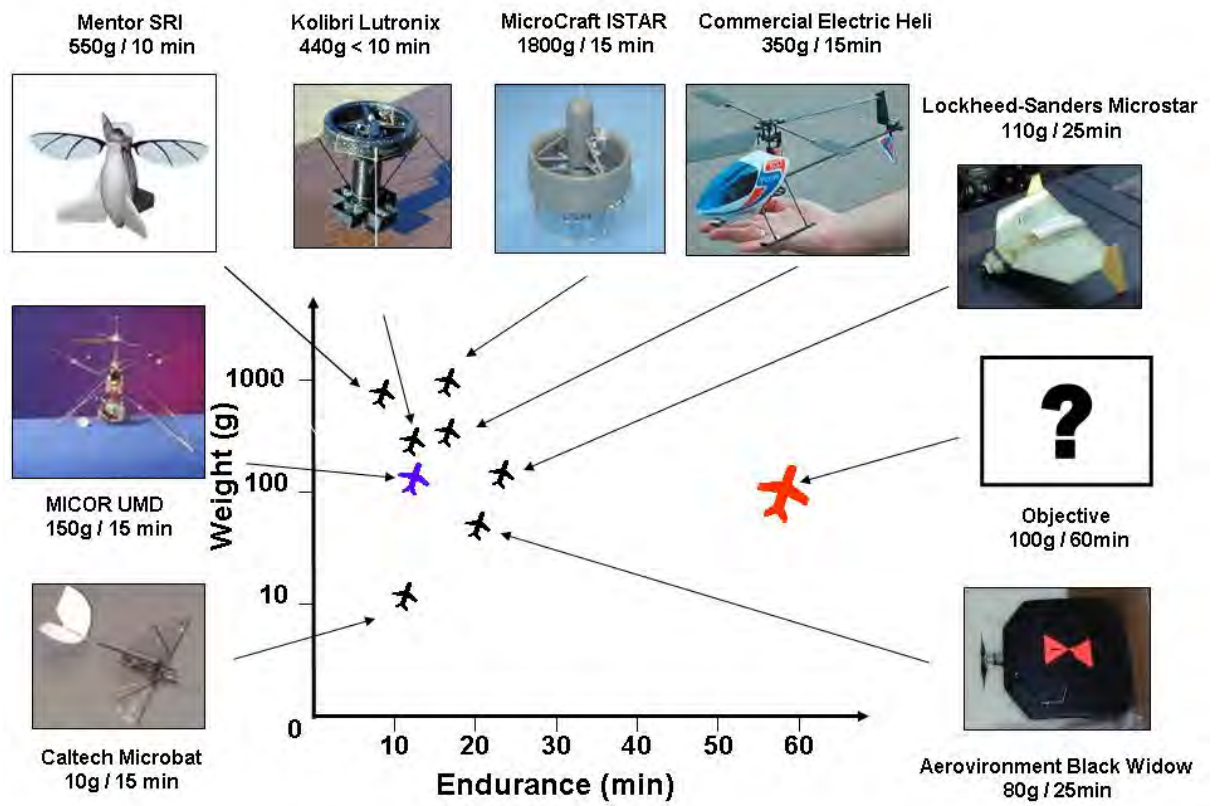 Mentor SRI
550g / 10 min
Kolibri Lutronix
440g < 10 min
MicroCraft ISTAR
1800g / 15 min
Commercial Electric Heli
350g / 15min
Lockheed-Sanders Microstar
110g / 25min
MICOR UMD
150g / 15 min
Caltech Microbat
10g / 15 min
Weight (g)
1000
100
10
0
10
20
30
40
50
60
Endurance (min)
?
Objective
100g / 60min
Aerovironment Black Widow
80g / 25min